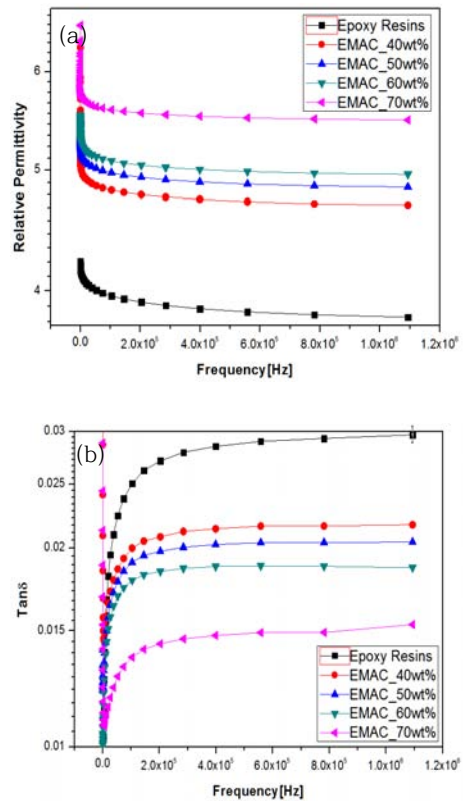 (a)
Epoxy Resins
EMAC_40wt%
EMAC_50wt%
EMAC_60wt%
EMAC_70wt%
6
5
4
Relative Permittivity
0.0 2.0x10⁵ 4.0x10⁵ 6.0x10⁵ 8.0x10⁵ 1.0x10⁶ 1.2x10⁶
Frequency[Hz]
(b)
0.03
0.025
0.02
0.015
0.01
Tanδ
Epoxy Resins
EMAC_40wt%
EMAC_50wt%
EMAC_60wt%
EMAC_70wt%
0.0 2.0x10⁵ 4.0x10⁵ 6.0x10⁵ 8.0x10⁵ 1.0x10⁶ 1.2x10⁶
Frequency[Hz]